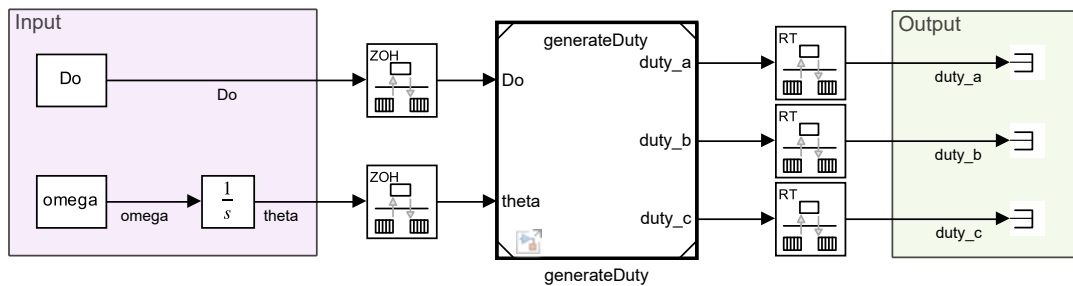 Input
Do
Do
omega
omega
1
s
theta
ZOH
ZOH
generateDuty
Do
theta
duty_a
duty_b
duty_c
generateDuty
RT
RT
RT
Output
duty_a
duty_b
duty_c